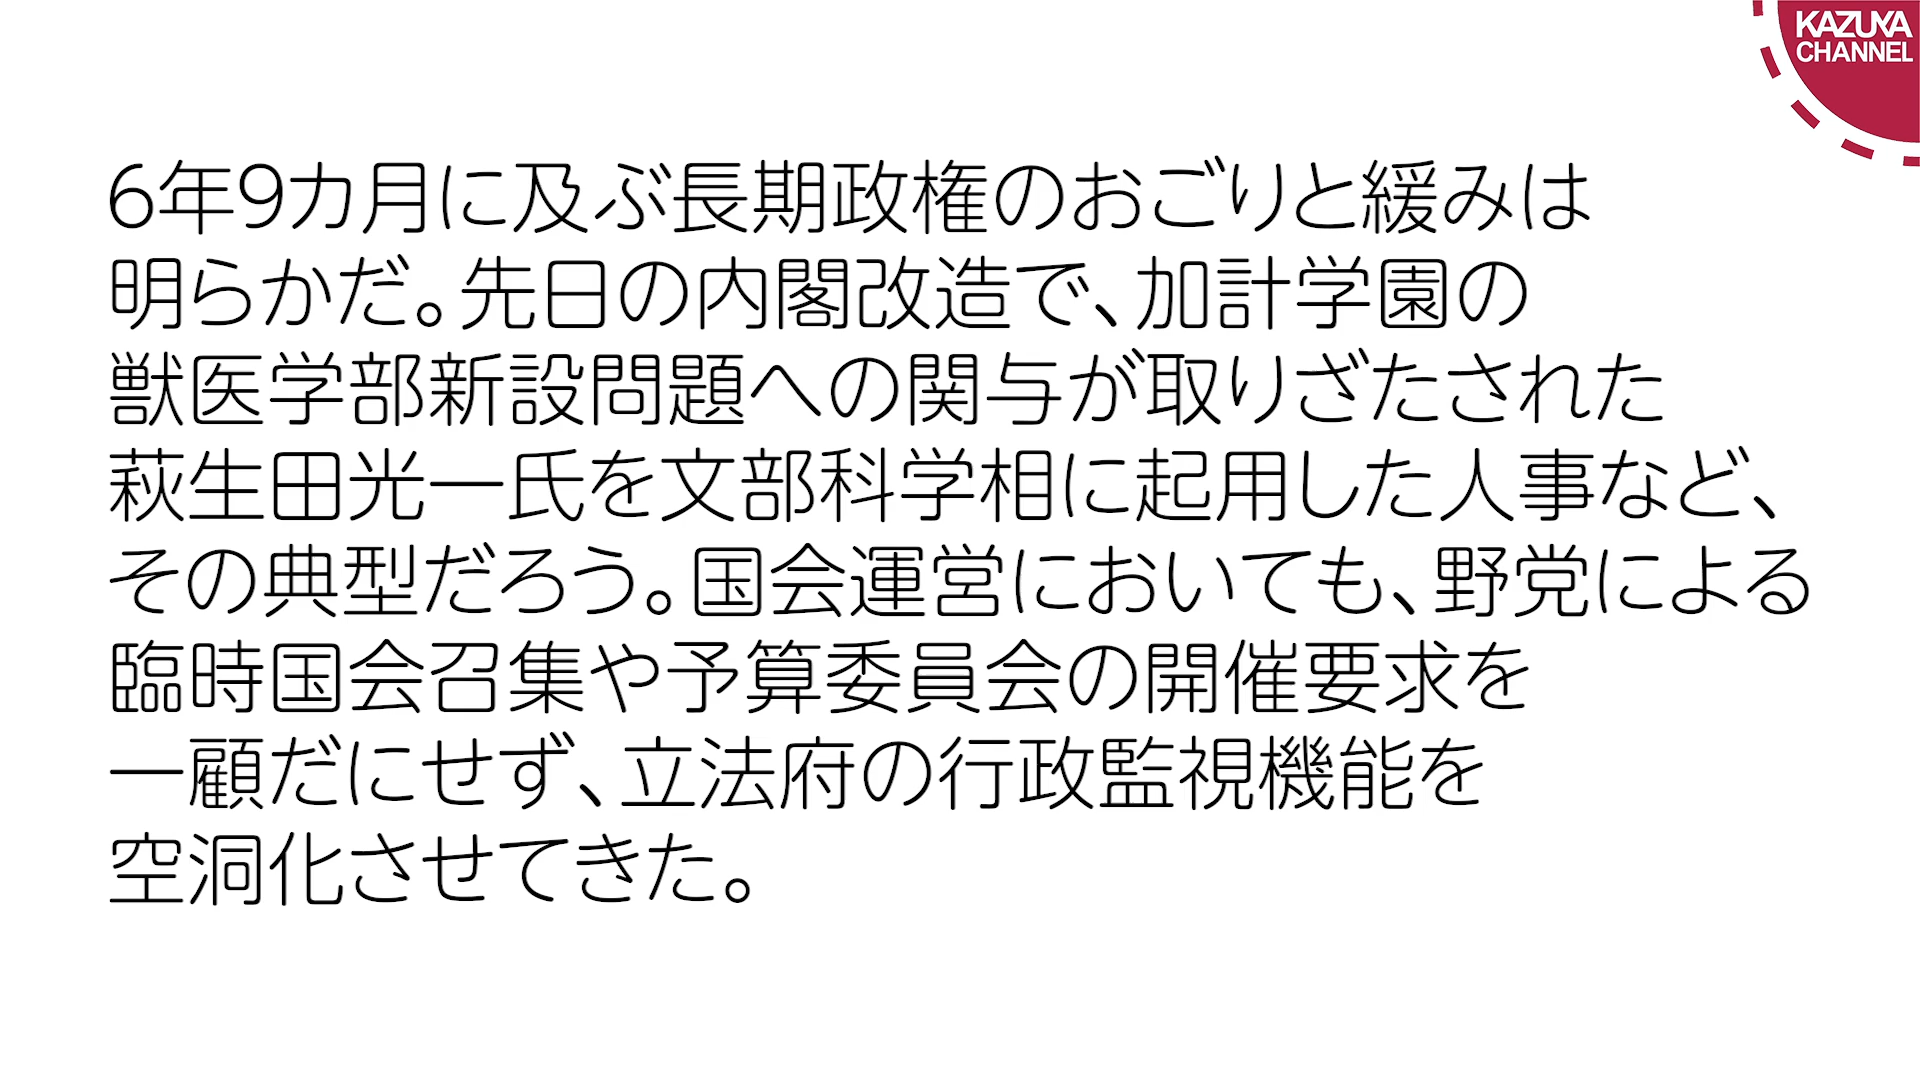 KAZUYA
CHANNEL
6年9カ月に及ぶ長期政権のおごりと緩みは
明らかだ。先日の内閣改造で、加計学園の
獣医学部新設問題への関与が取りざたされた
萩生田光一氏を文部科学相に起用した人事など、
その典型だろう。国会運営においても、野党による
臨時国会召集や予算委員会の開催要求を
一顧だにせず、立法府の行政監視機能を
空洞化させてきた。